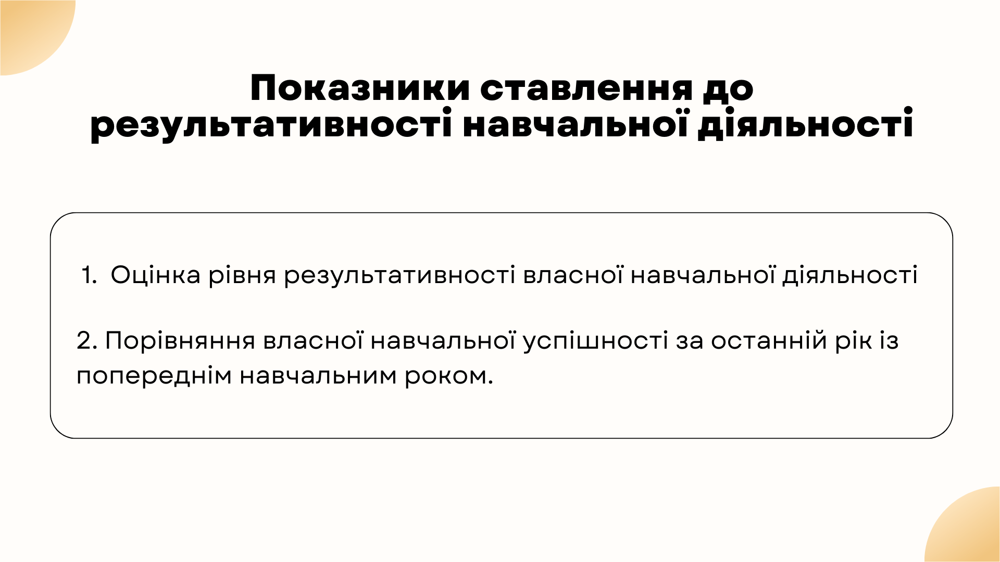 Показники ставлення до
результативності навчальної діяльності
1. Оцінка рівня результативності власної навчальної діяльності
2. Порівняння власної навчальної успішності за останній рік із
попереднім навчальним роком.